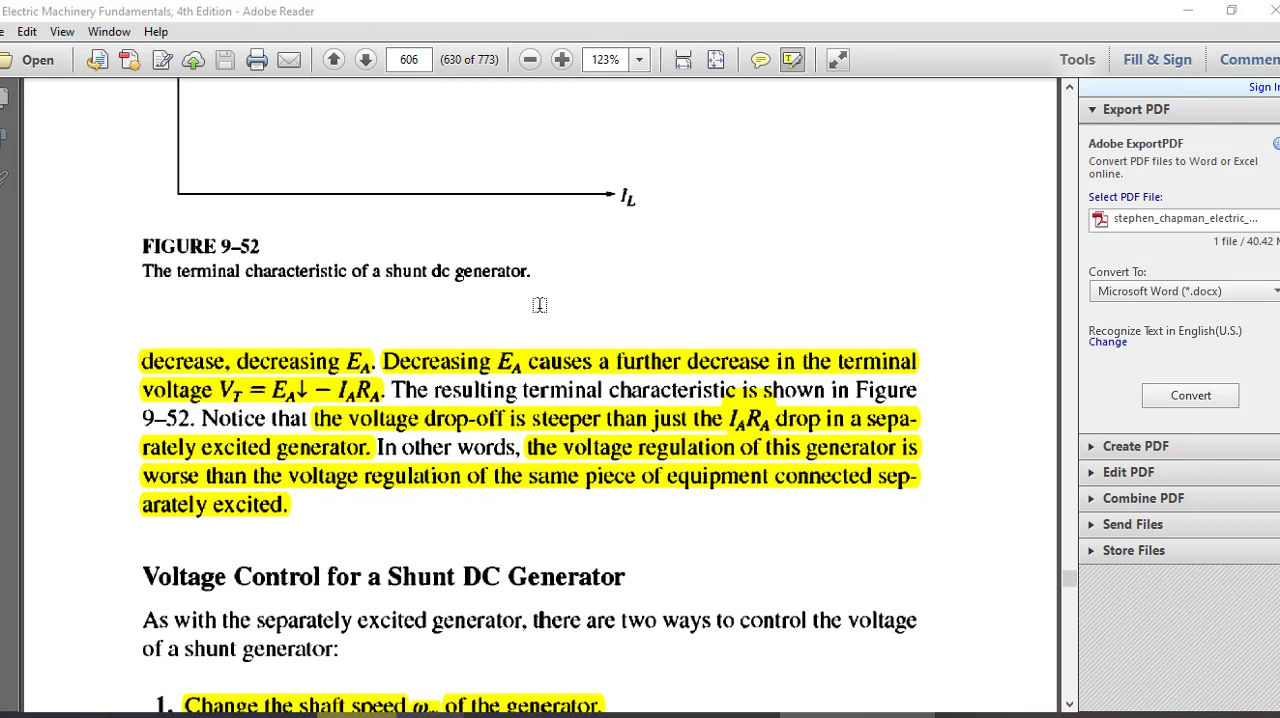 Electric Machinery Fundamentals, 4th Edition - Adobe Reader
Edit View Window Help
Open 606 (630 of 773) 123% Tools Fill & Sign
Sign
Export PDF
Adobe ExportPDF
Convert PDF files to Word or Excel
online.
Select PDF File:
stephen_chapman_electric_...
1 file / 40.42
Convert To:
Microsoft Word (*.docx)
Recognize Text in English(U.S.)
Change
Convert
Create PDF
Edit PDF
Combine PDF
Send Files
Store Files
I_L
FIGURE 9–52
The terminal characteristic of a shunt dc generator.
decrease, decreasing E_A. Decreasing E_A causes a further decrease in the terminal
voltage V_T = E_A↓ − I_A R_A. The resulting terminal characteristic is shown in Figure
9–52. Notice that the voltage drop-off is steeper than just the I_A R_A drop in a sepa-
rately excited generator. In other words, the voltage regulation of this generator is
worse than the voltage regulation of the same piece of equipment connected sep-
arately excited.
Voltage Control for a Shunt DC Generator
As with the separately excited generator, there are two ways to control the voltage
of a shunt generator:
1. Change the shaft speed ω_m of the generator.